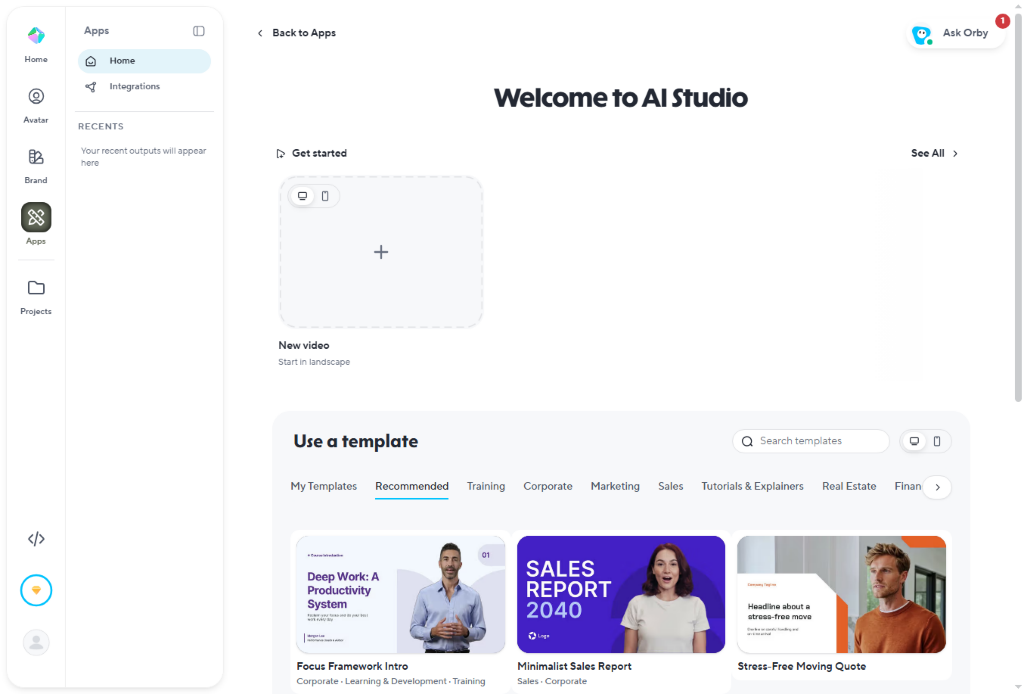 Home
Avatar
Brand
Apps
Projects
Apps
Home
Integrations
RECENTS
Your recent outputs will appear
here
Back to Apps
Ask Orby
1
Welcome to AI Studio
Get started
See All
New video
Start in landscape
Use a template
Search templates
My Templates
Recommended
Training
Corporate
Marketing
Sales
Tutorials & Explainers
Real Estate
Finan
01
Deep Work: A
Productivity
System
Focus Framework Intro
Corporate · Learning & Development · Training
SALES
REPORT
2040
Logo
Minimalist Sales Report
Sales · Corporate
Headline about a
stress-free move
Stress-Free Moving Quote